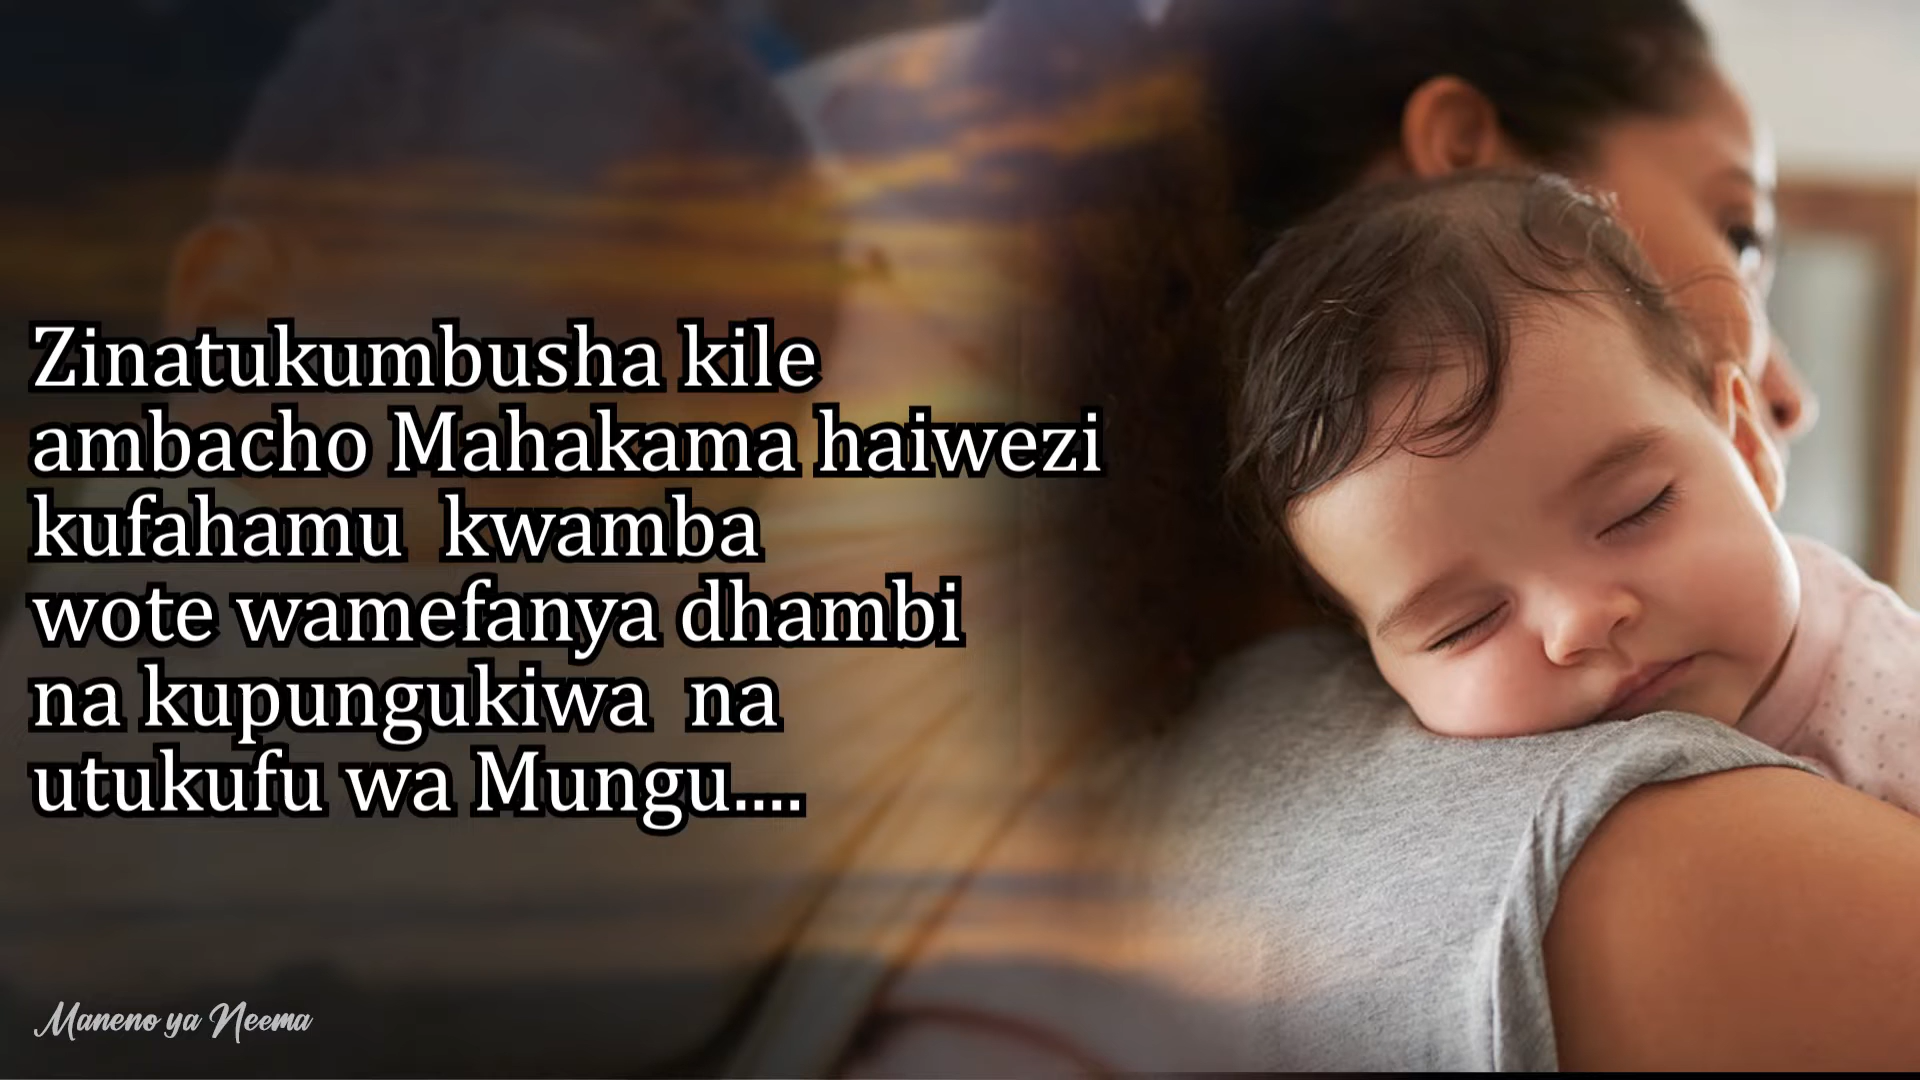 Zinatukumbusha kile
ambacho Mahakama haiwezi
kufahamu kwamba
wote wamefanya dhambi
na kupungukiwa na
utukufu wa Mungu....
Maneno ya Neema